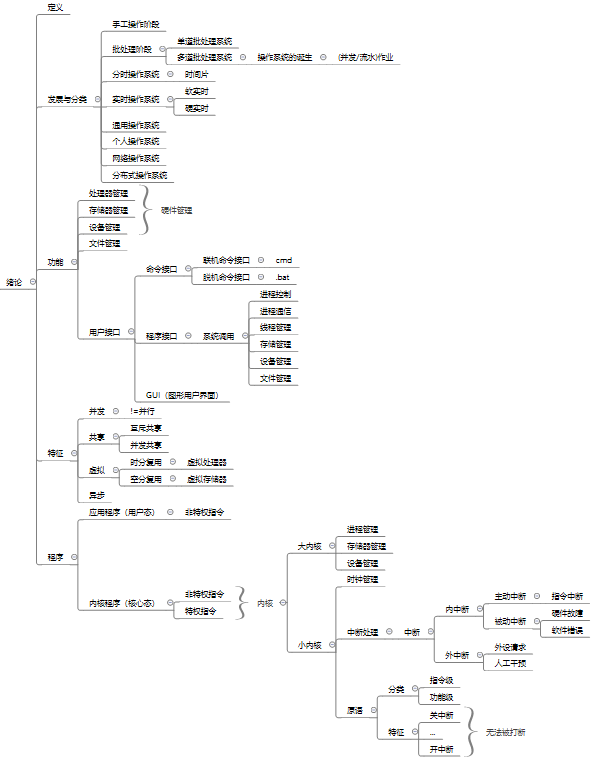 绪论
定义
发展与分类
手工操作阶段
批处理阶段
单道批处理系统
多道批处理系统
操作系统的诞生
(并发/流水)作业
分时操作系统
时间片
实时操作系统
软实时
硬实时
通用操作系统
个人操作系统
网络操作系统
分布式操作系统
功能
处理器管理
存储器管理
设备管理
硬件管理
文件管理
用户接口
命令接口
联机命令接口
cmd
脱机命令接口
.bat
程序接口
系统调用
进程控制
进程通信
线程管理
存储管理
设备管理
文件管理
GUI（图形用户界面）
特征
并发
!=并行
共享
互斥共享
并发共享
虚拟
时分复用
虚拟处理器
空分复用
虚拟存储器
异步
程序
应用程序（用户态）
非特权指令
内核程序（核心态）
非特权指令
特权指令
内核
大内核
进程管理
存储器管理
设备管理
小内核
时钟管理
中断处理
中断
内中断
主动中断
指令中断
被动中断
硬件故障
软件错误
外中断
外设请求
人工干预
原语
分类
指令级
功能级
特征
关中断
...
开中断
无法被打断